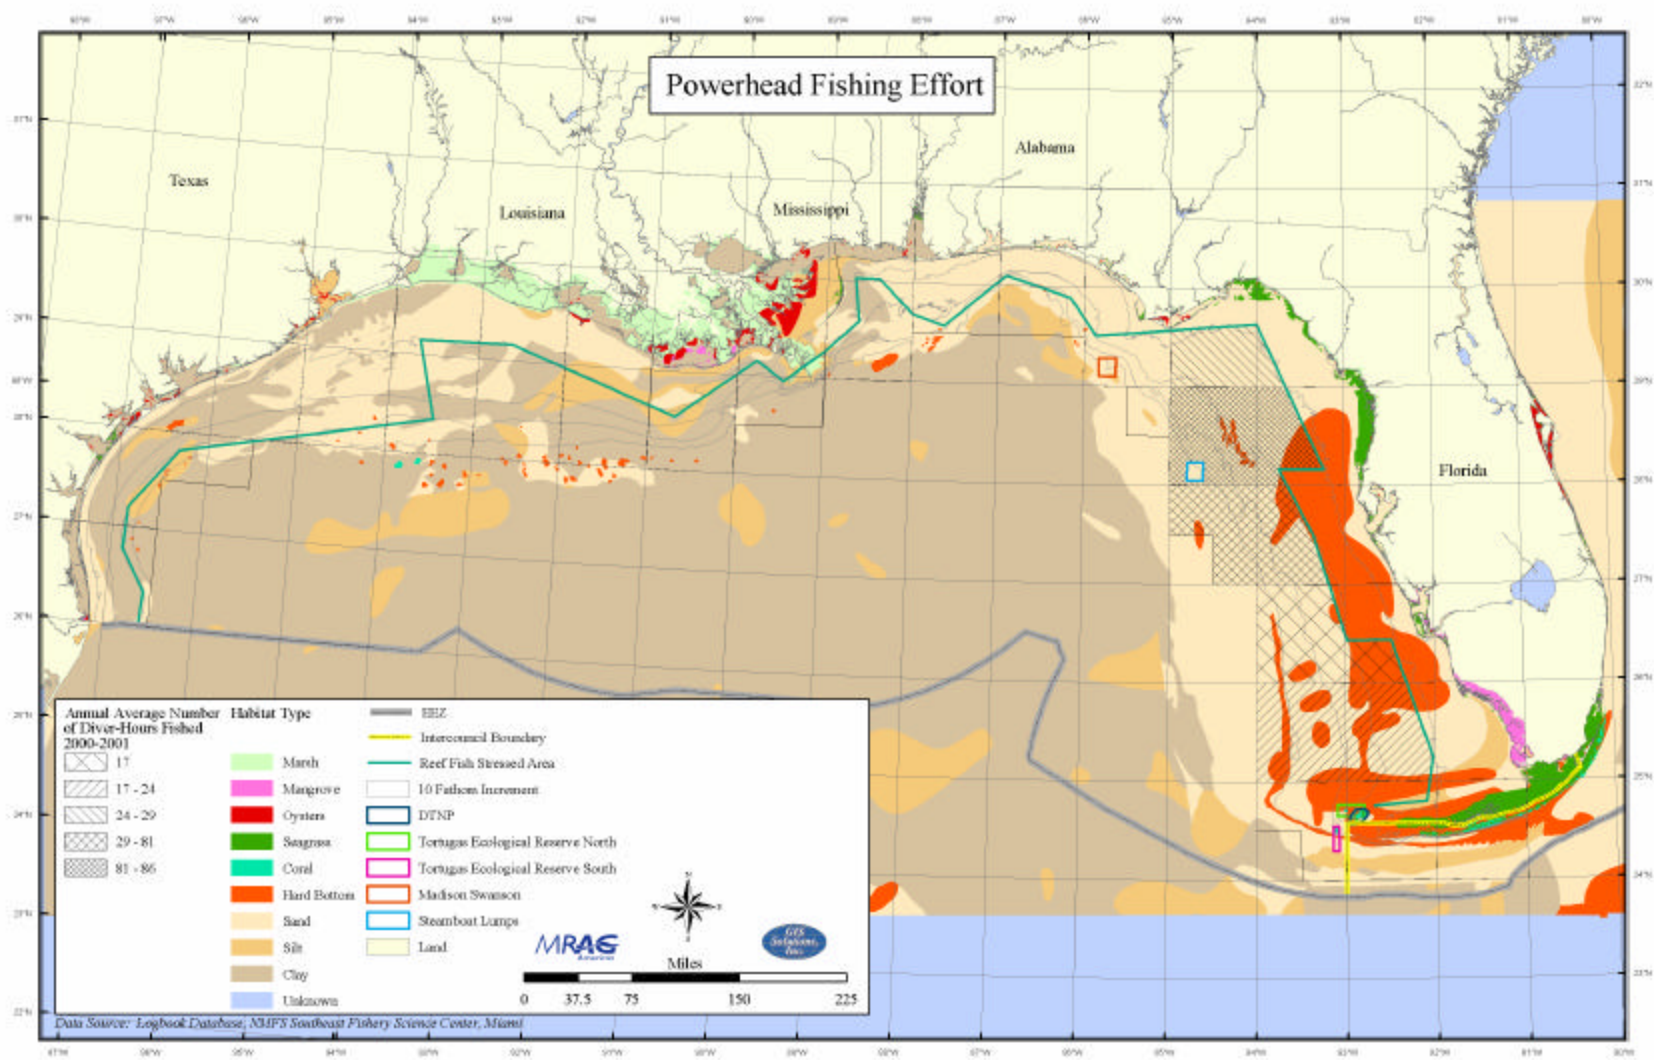 Powerhead Fishing Effort
Texas
Louisiana
Mississippi
Alabama
Florida
Annual Average Number
of Diver-Hours Fished
2000-2001
17
17 - 24
24 - 29
29 - 81
81 - 86
Habitat Type
Marsh
Mangrove
Oysters
Seagrass
Coral
Hard Bottom
Sand
Silt
Clay
Unknown
EEZ
Intercouncil Boundary
Reef Fish Stressed Area
10 Fathom Increment
DTNP
Tortugas Ecological Reserve North
Tortugas Ecological Reserve South
Madison Swanson
Steamboat Lumps
Land
N
W
E
S
MRAG
Americas
GIS
Solutions,
Inc.
Miles
0 37.5 75 150 225
Data Source: Logbook Database, NMFS Southeast Fishery Science Center, Miami